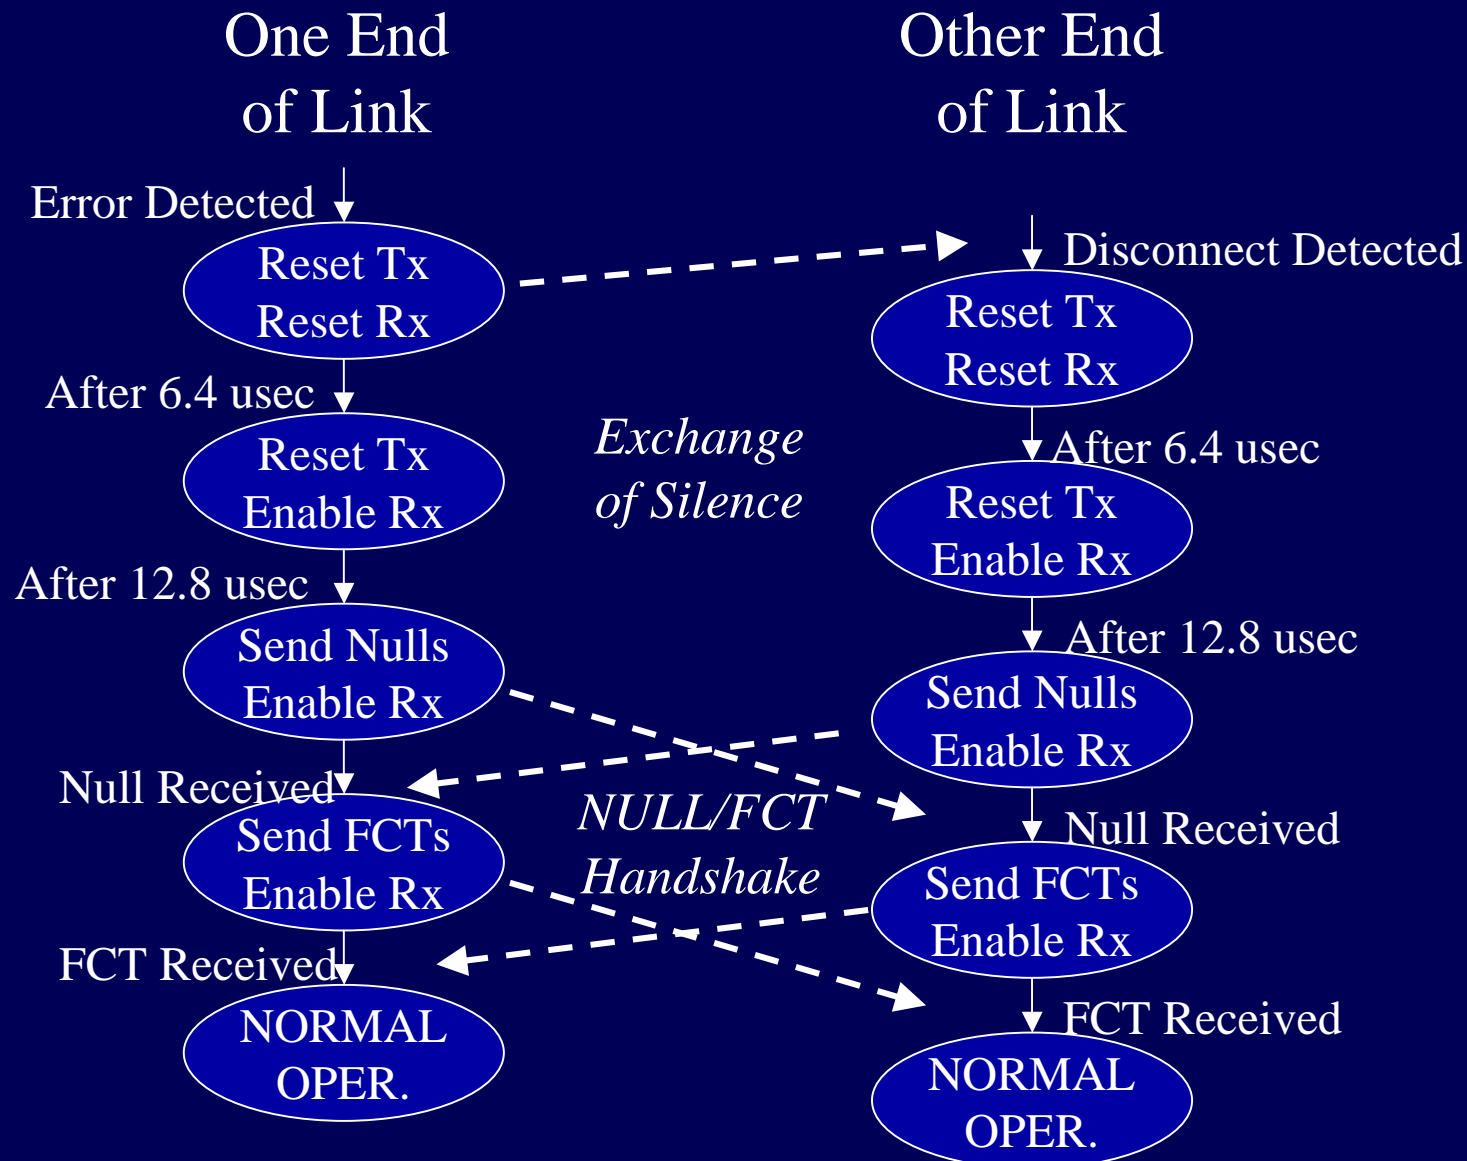 One End
of Link
Other End
of Link
Error Detected
Reset Tx
Reset Rx
After 6.4 usec
Reset Tx
Enable Rx
After 12.8 usec
Send Nulls
Enable Rx
Null Received
Send FCTs
Enable Rx
FCT Received
NORMAL
OPER.
Exchange
of Silence
NULL/FCT
Handshake
Disconnect Detected
Reset Tx
Reset Rx
After 6.4 usec
Reset Tx
Enable Rx
After 12.8 usec
Send Nulls
Enable Rx
Null Received
Send FCTs
Enable Rx
FCT Received
NORMAL
OPER.